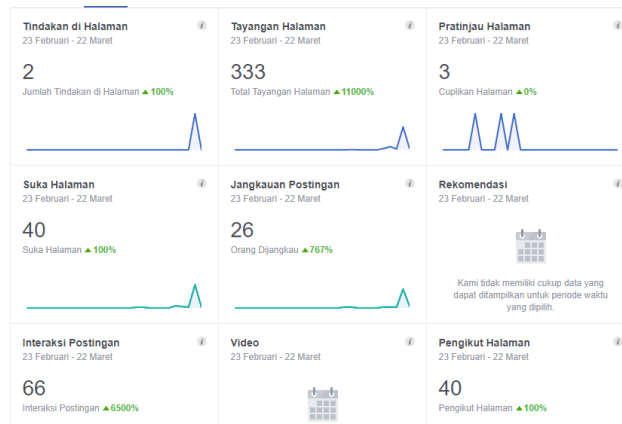 Tindakan di Halaman
23 Februari - 22 Maret
2
Jumlah Tindakan di Halaman ▲100%
Tayangan Halaman
23 Februari - 22 Maret
333
Total Tayangan Halaman ▲11000%
Pratinjau Halaman
23 Februari - 22 Maret
3
Cuplikan Halaman ▲0%
Suka Halaman
23 Februari - 22 Maret
40
Suka Halaman ▲100%
Jangkauan Postingan
23 Februari - 22 Maret
26
Orang Dijangkau ▲767%
Rekomendasi
23 Februari - 22 Maret
Kami tidak memiliki cukup data yang
dapat ditampilkan untuk periode waktu
yang dipilih.
Interaksi Postingan
23 Februari - 22 Maret
66
Interaksi Postingan ▲6500%
Video
23 Februari - 22 Maret
Pengikut Halaman
23 Februari - 22 Maret
40
Pengikut Halaman ▲100%